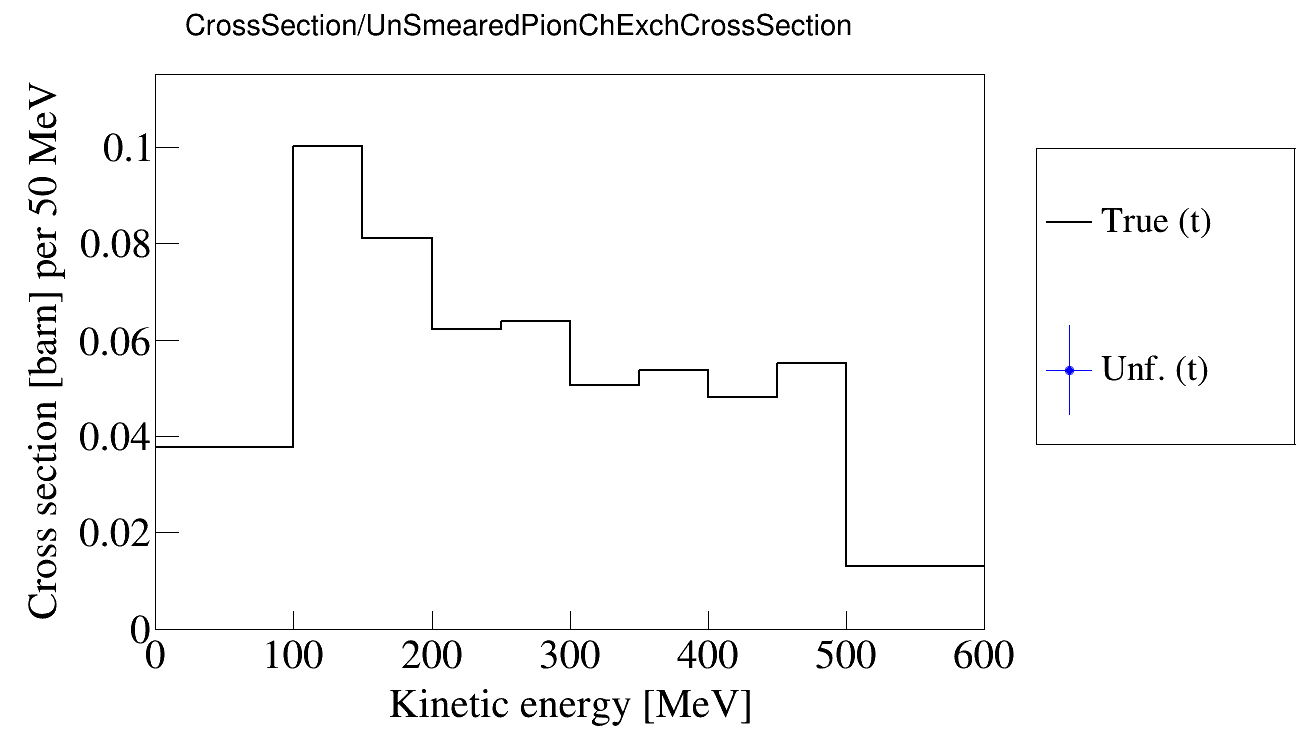 CrossSection/UnSmearedPionChExchCrossSection
Cross section [barn] per 50 MeV
0.1
0.08
0.06
0.04
0.02
0
0 100 200 300 400 500 600
Kinetic energy [MeV]
True (t)
Unf. (t)